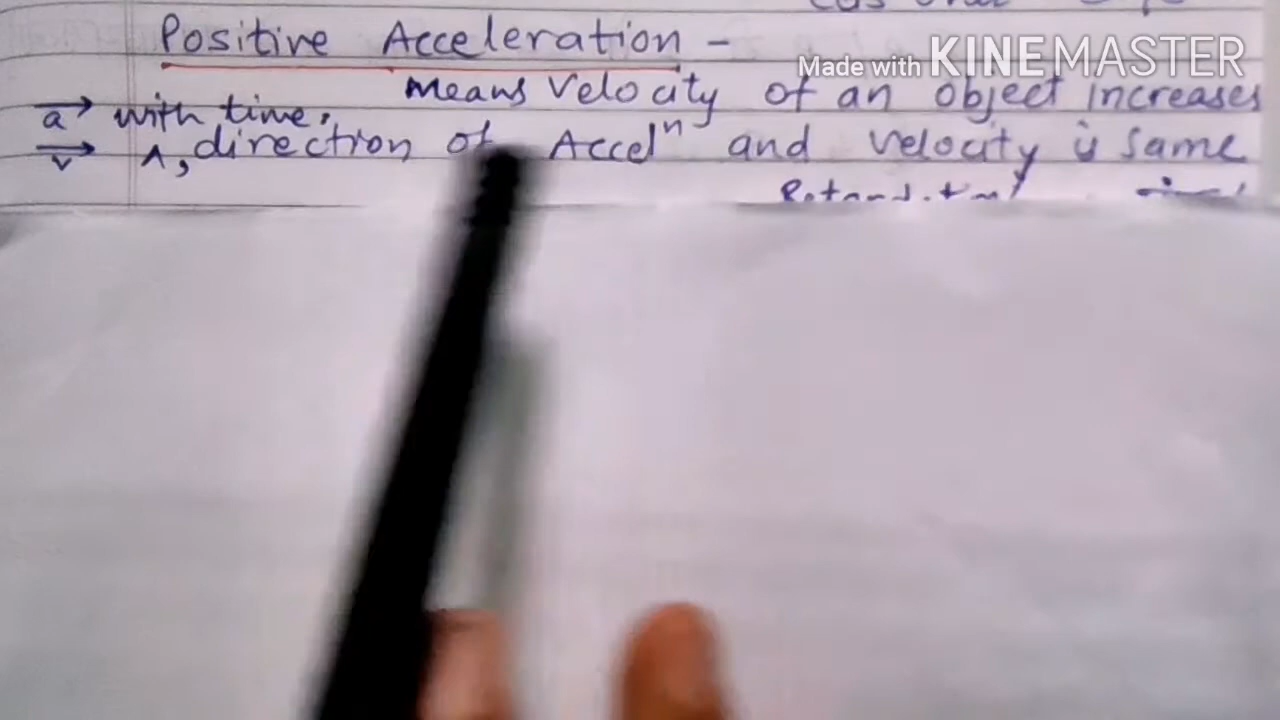 Positive Acceleration -
Made with KINEMASTER
means velocity of an object increases
a with time.
v ^, direction of Accelⁿ and velocity is same